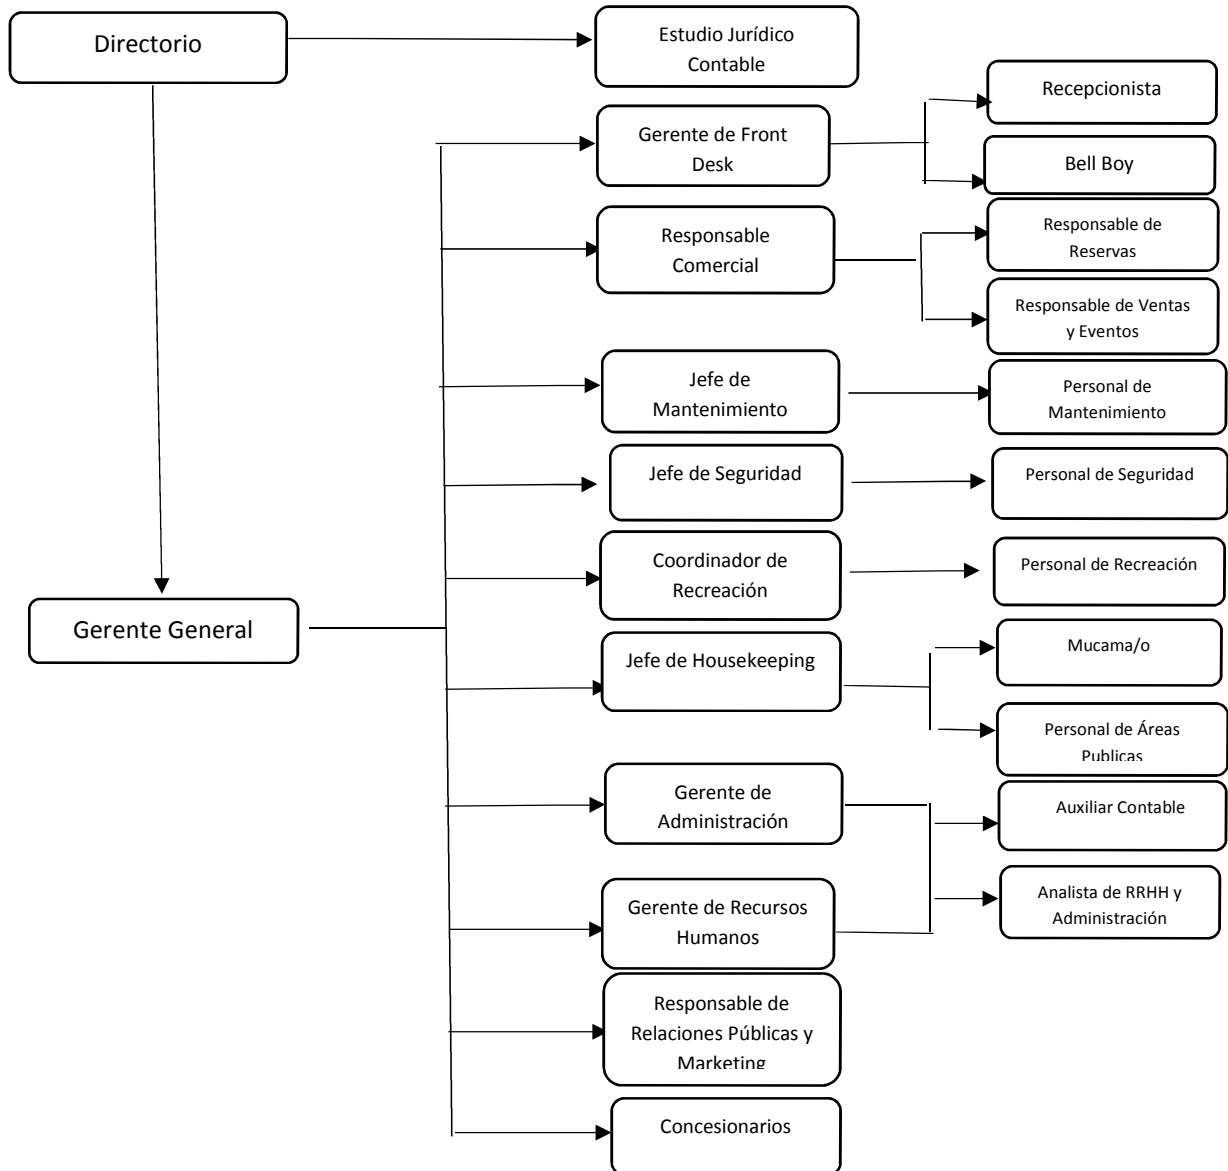 Directorio
Estudio Jurídico
Contable
Recepcionista
Gerente de Front
Desk
Bell Boy
Responsable
Comercial
Responsable de
Reservas
Responsable de Ventas
y Eventos
Jefe de
Mantenimiento
Personal de
Mantenimiento
Jefe de Seguridad
Personal de Seguridad
Coordinador de
Recreación
Personal de Recreación
Gerente General
Jefe de Housekeeping
Mucama/o
Personal de Áreas
Publicas
Gerente de
Administración
Auxiliar Contable
Gerente de Recursos
Humanos
Analista de RRHH y
Administración
Responsable de
Relaciones Públicas y
Marketing
Concesionarios